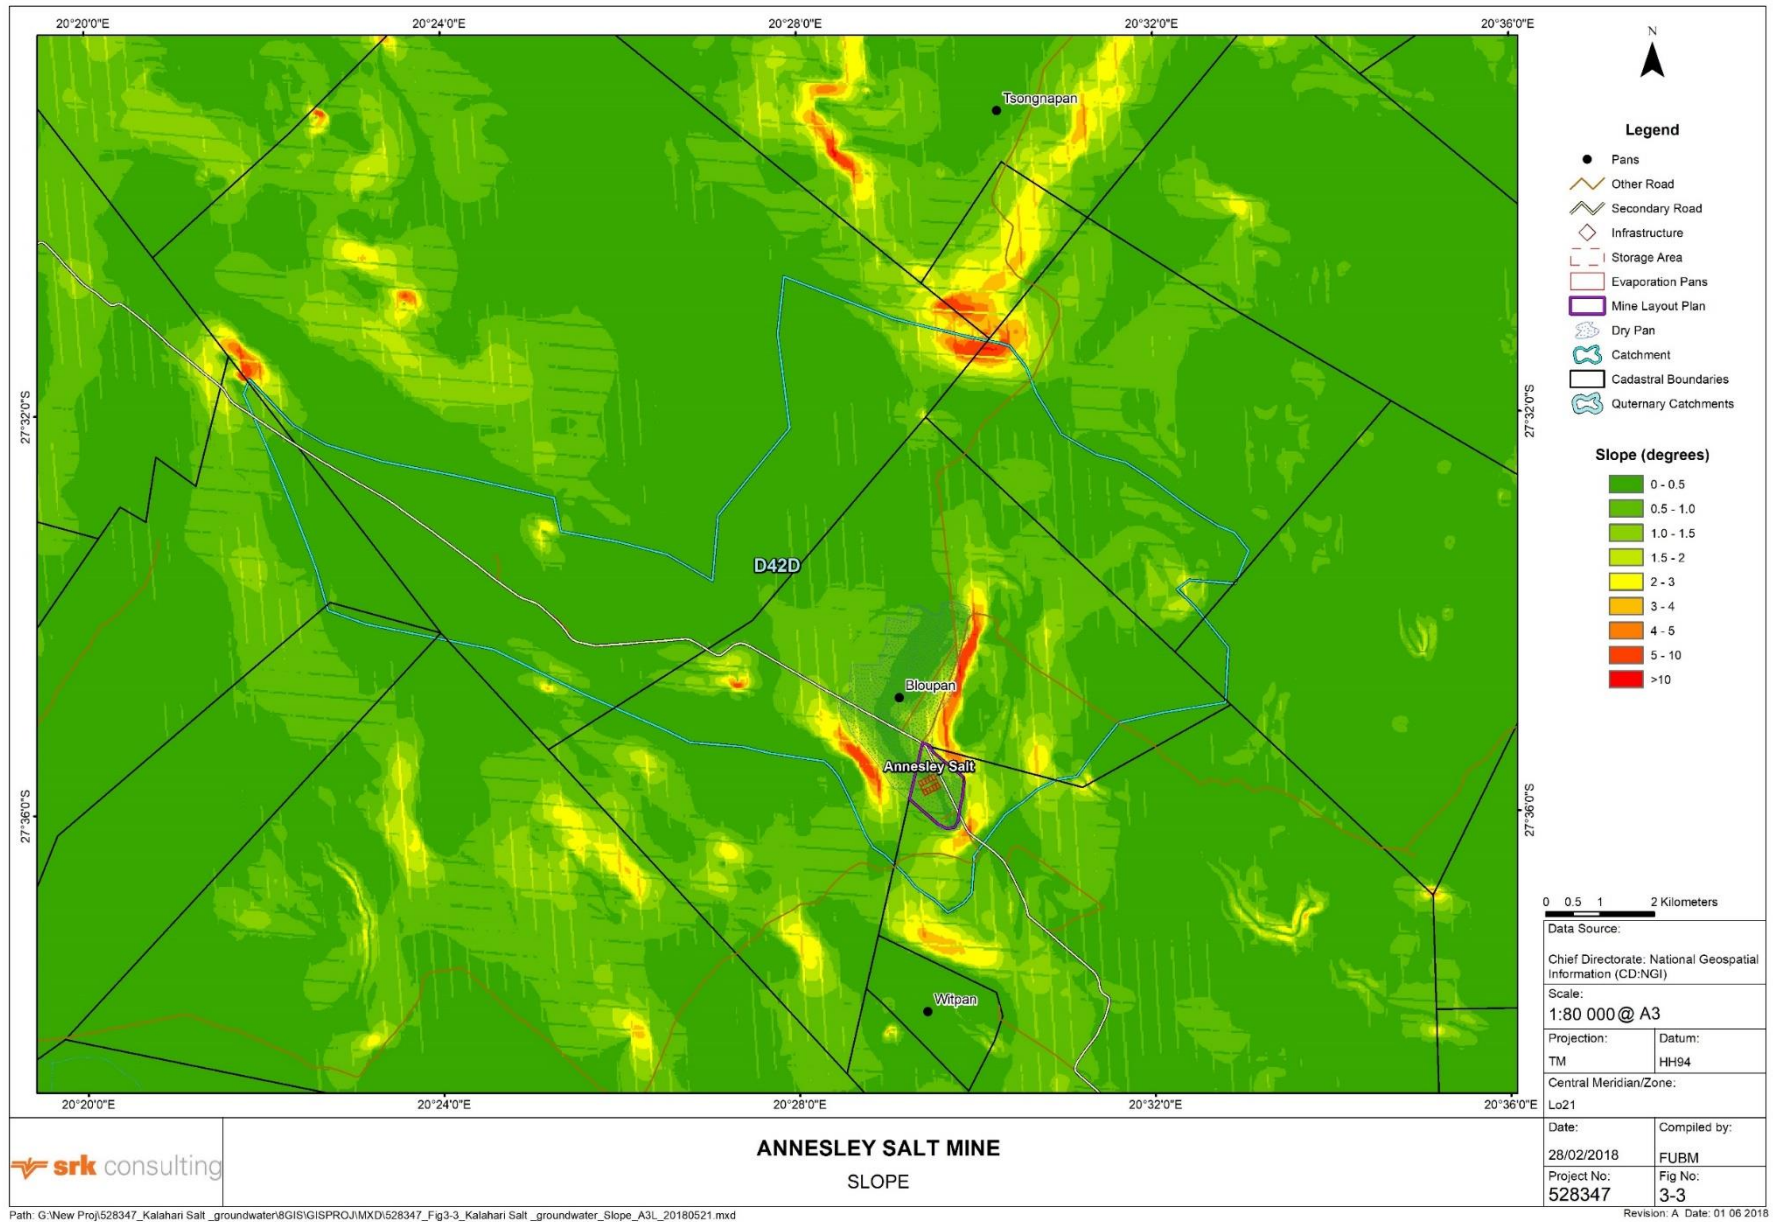 20°20'0"E
20°24'0"E
20°28'0"E
20°32'0"E
20°36'0"E
N
Tsongnapan
Legend
Pans
Other Road
Secondary Road
Infrastructure
Storage Area
Evaporation Pans
Mine Layout Plan
Dry Pan
Catchment
Cadastral Boundaries
Quternary Catchments
27°32'0"S
27°32'0"S
Slope (degrees)
0 - 0.5
0.5 - 1.0
1.0 - 1.5
1.5 - 2
2 - 3
3 - 4
4 - 5
5 - 10
>10
D42D
Bloupan
Annesley Salt
27°36'0"S
27°36'0"S
Witpan
0 0.5 1 2 Kilometers
Data Source:
Chief Directorate: National Geospatial
Information (CD:NGI)
Scale:
1:80 000@ A3
Projection: Datum:
TM HH94
Central Meridian/Zone:
Lo21
20°20'0"E
20°24'0"E
20°28'0"E
20°32'0"E
20°36'0"E
Date: Compiled by:
28/02/2018 FUBM
Project No: Fig No:
528347 3-3
srk consulting
ANNESLEY SALT MINE
SLOPE
Path: G:\New Proj\528347_Kalahari Salt _groundwater\8GIS\GISPROJ\MXD\528347_Fig3-3_Kalahari Salt _groundwater_Slope_A3L_20180521.mxd
Revision: A Date: 01 06 2018